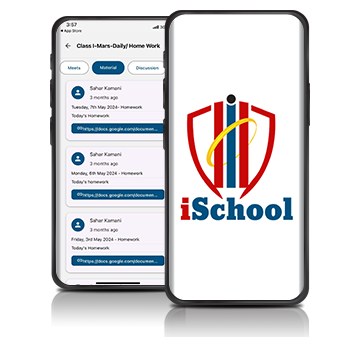 3:57
App Store
Class I-Mars-Daily/ Home Work
Meets
Material
Discussion
Sahar Kamani
3 months ago
Tuesday, 7th May 2024- Homework
Today's Homework
https://docs.google.com/documen...
Sahar Kamani
3 months ago
Monday, 6th May 2024 - Homework
Today's homework
https://docs.google.com/documen...
Sahar Kamani
3 months ago
Friday, 3rd May 2024 - Homework
Today's Homework
https://docs.google.com/documen...
iSchool